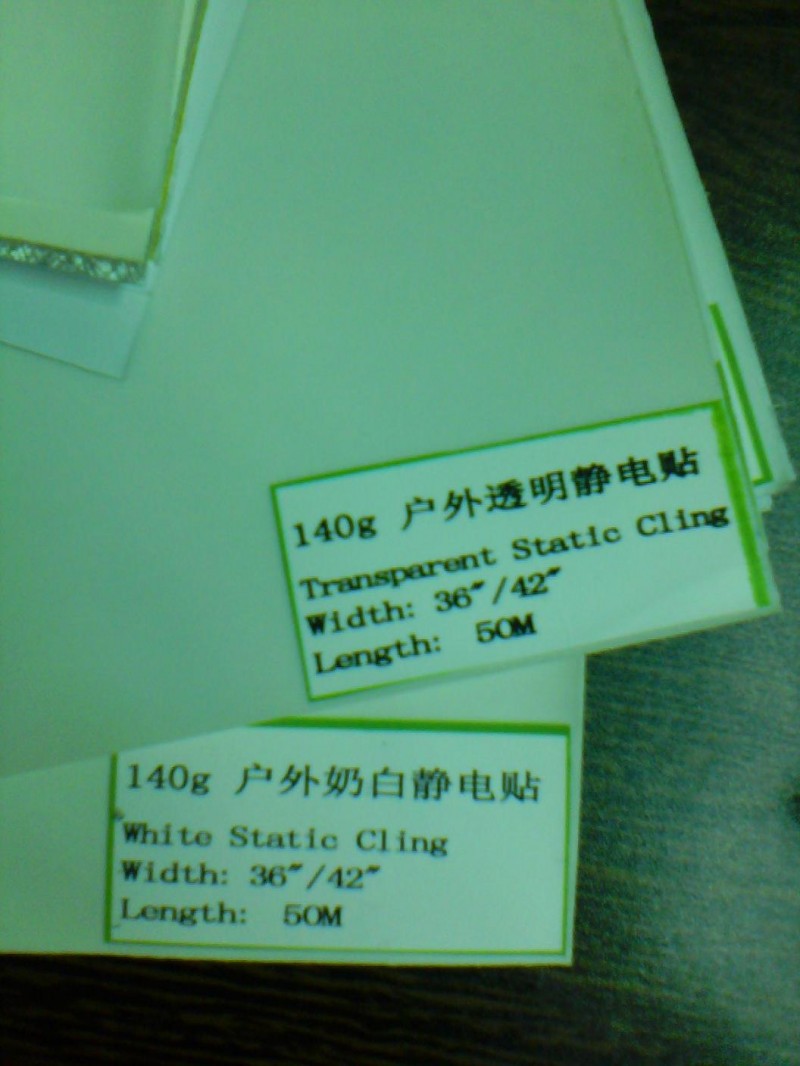 140g 户外透明静电贴
Transparent Static Cling
Width: 36″/42″
Length: 50M
140g 户外奶白静电贴
White Static Cling
Width: 36″/42″
Length: 50M